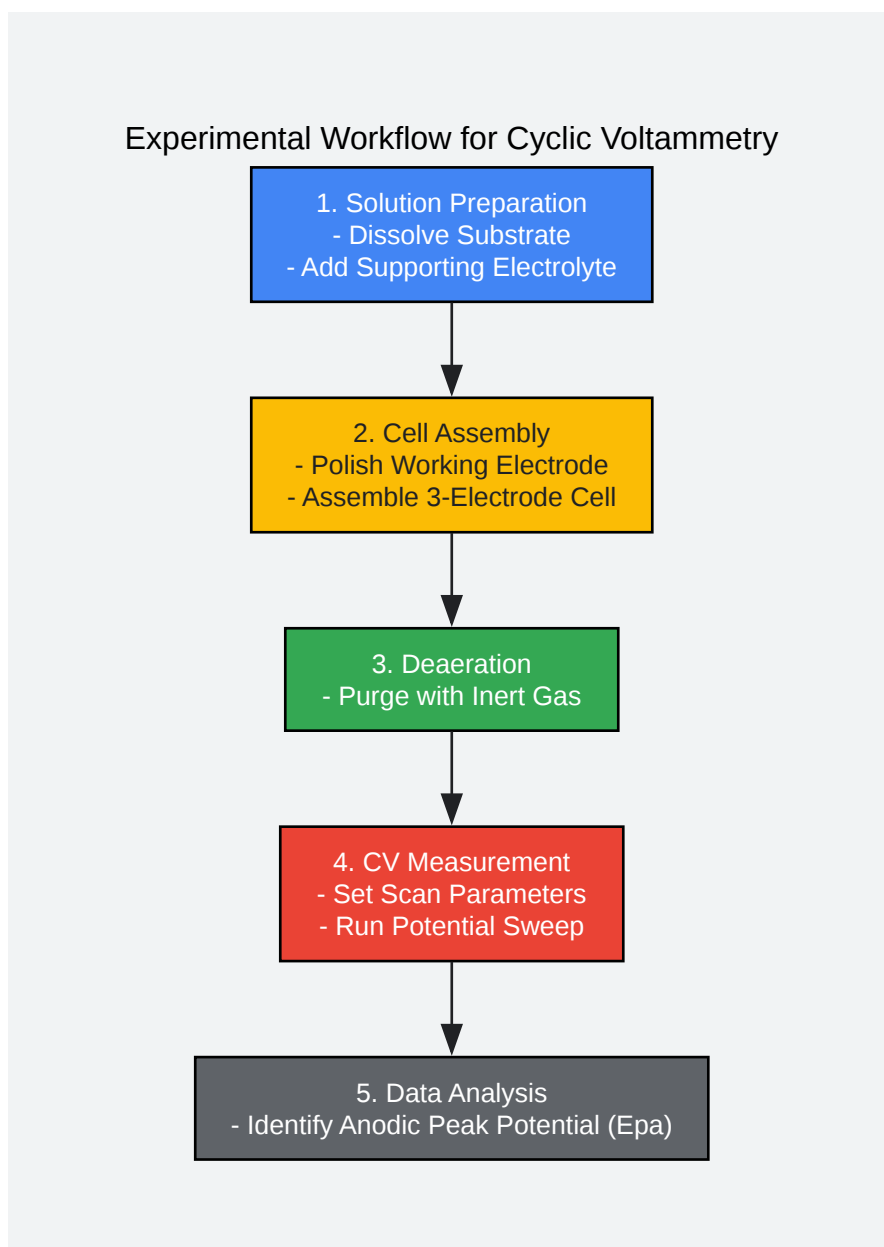 Experimental Workflow for Cyclic Voltammetry
1. Solution Preparation
- Dissolve Substrate
- Add Supporting Electrolyte
2. Cell Assembly
- Polish Working Electrode
- Assemble 3-Electrode Cell
3. Deaeration
- Purge with Inert Gas
4. CV Measurement
- Set Scan Parameters
- Run Potential Sweep
5. Data Analysis
- Identify Anodic Peak Potential (Epa)